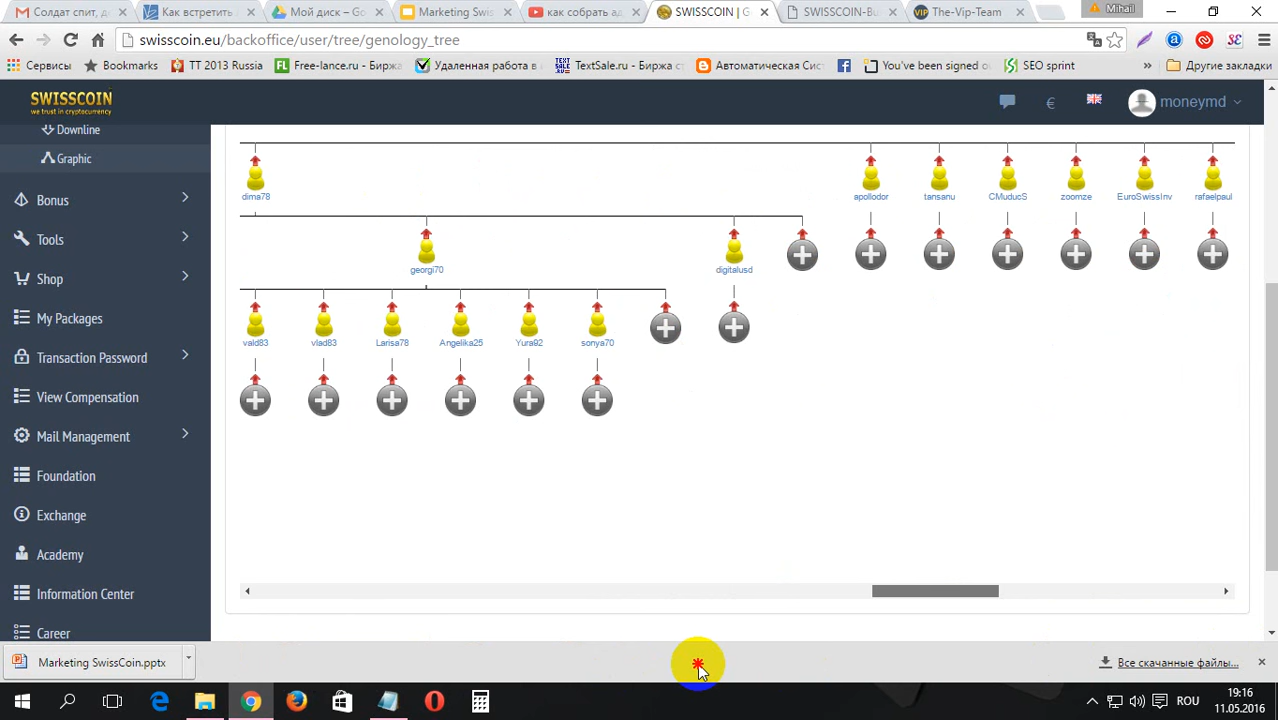 Солдат спит, д
Как встретить
Мой диск – Go
Marketing Swis
как собрать ад
SWISSCOIN | G
SWISSCOIN-Bu
The-Vip-Team
Mihail
swisscoin.eu/backoffice/user/tree/genology_tree
Сервисы
Bookmarks
TT 2013 Russia
Free-lance.ru - Биржа
Удаленная работа в
TextSale.ru - Биржа ст
Автоматическая Сис
You've been signed o
SEO sprint
Другие закладки
SWISSCOIN
we trust in cryptocurrency
moneymd
Downline
Graphic
Bonus
Tools
Shop
My Packages
Transaction Password
View Compensation
Mail Management
Foundation
Exchange
Academy
Information Center
Career
dima78
apollodor
tansanu
CMuducS
zoomze
EuroSwissInv
rafaelpaul
georgi70
digitalusd
vald83
vlad83
Larisa78
Angelika25
Yura92
sonya70
Marketing SwissCoin.pptx
Все скачанные файлы...
ROU
19:16
11.05.2016